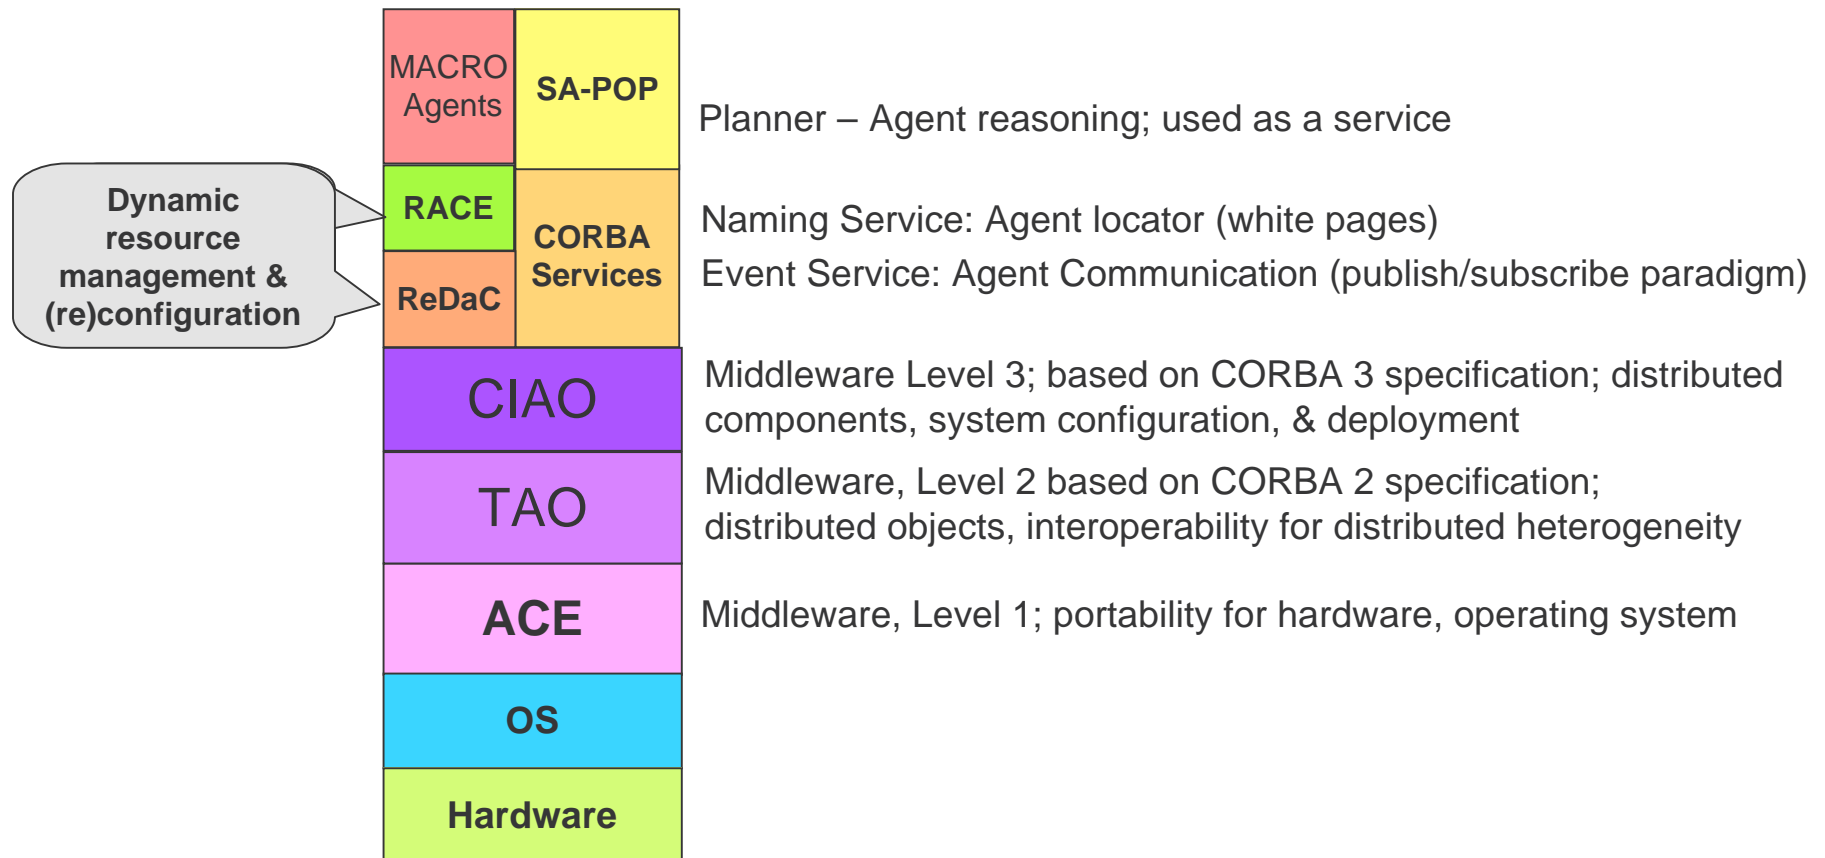 MACRO
Agents
SA-POP
Planner – Agent reasoning; used as a service
Dynamic
resource
management &
(re)configuration
RACE
ReDaC
CORBA
Services
Naming Service: Agent locator (white pages)
Event Service: Agent Communication (publish/subscribe paradigm)
CIAO
Middleware Level 3; based on CORBA 3 specification; distributed
components, system configuration, & deployment
TAO
Middleware, Level 2 based on CORBA 2 specification;
distributed objects, interoperability for distributed heterogeneity
ACE
Middleware, Level 1; portability for hardware, operating system
OS
Hardware